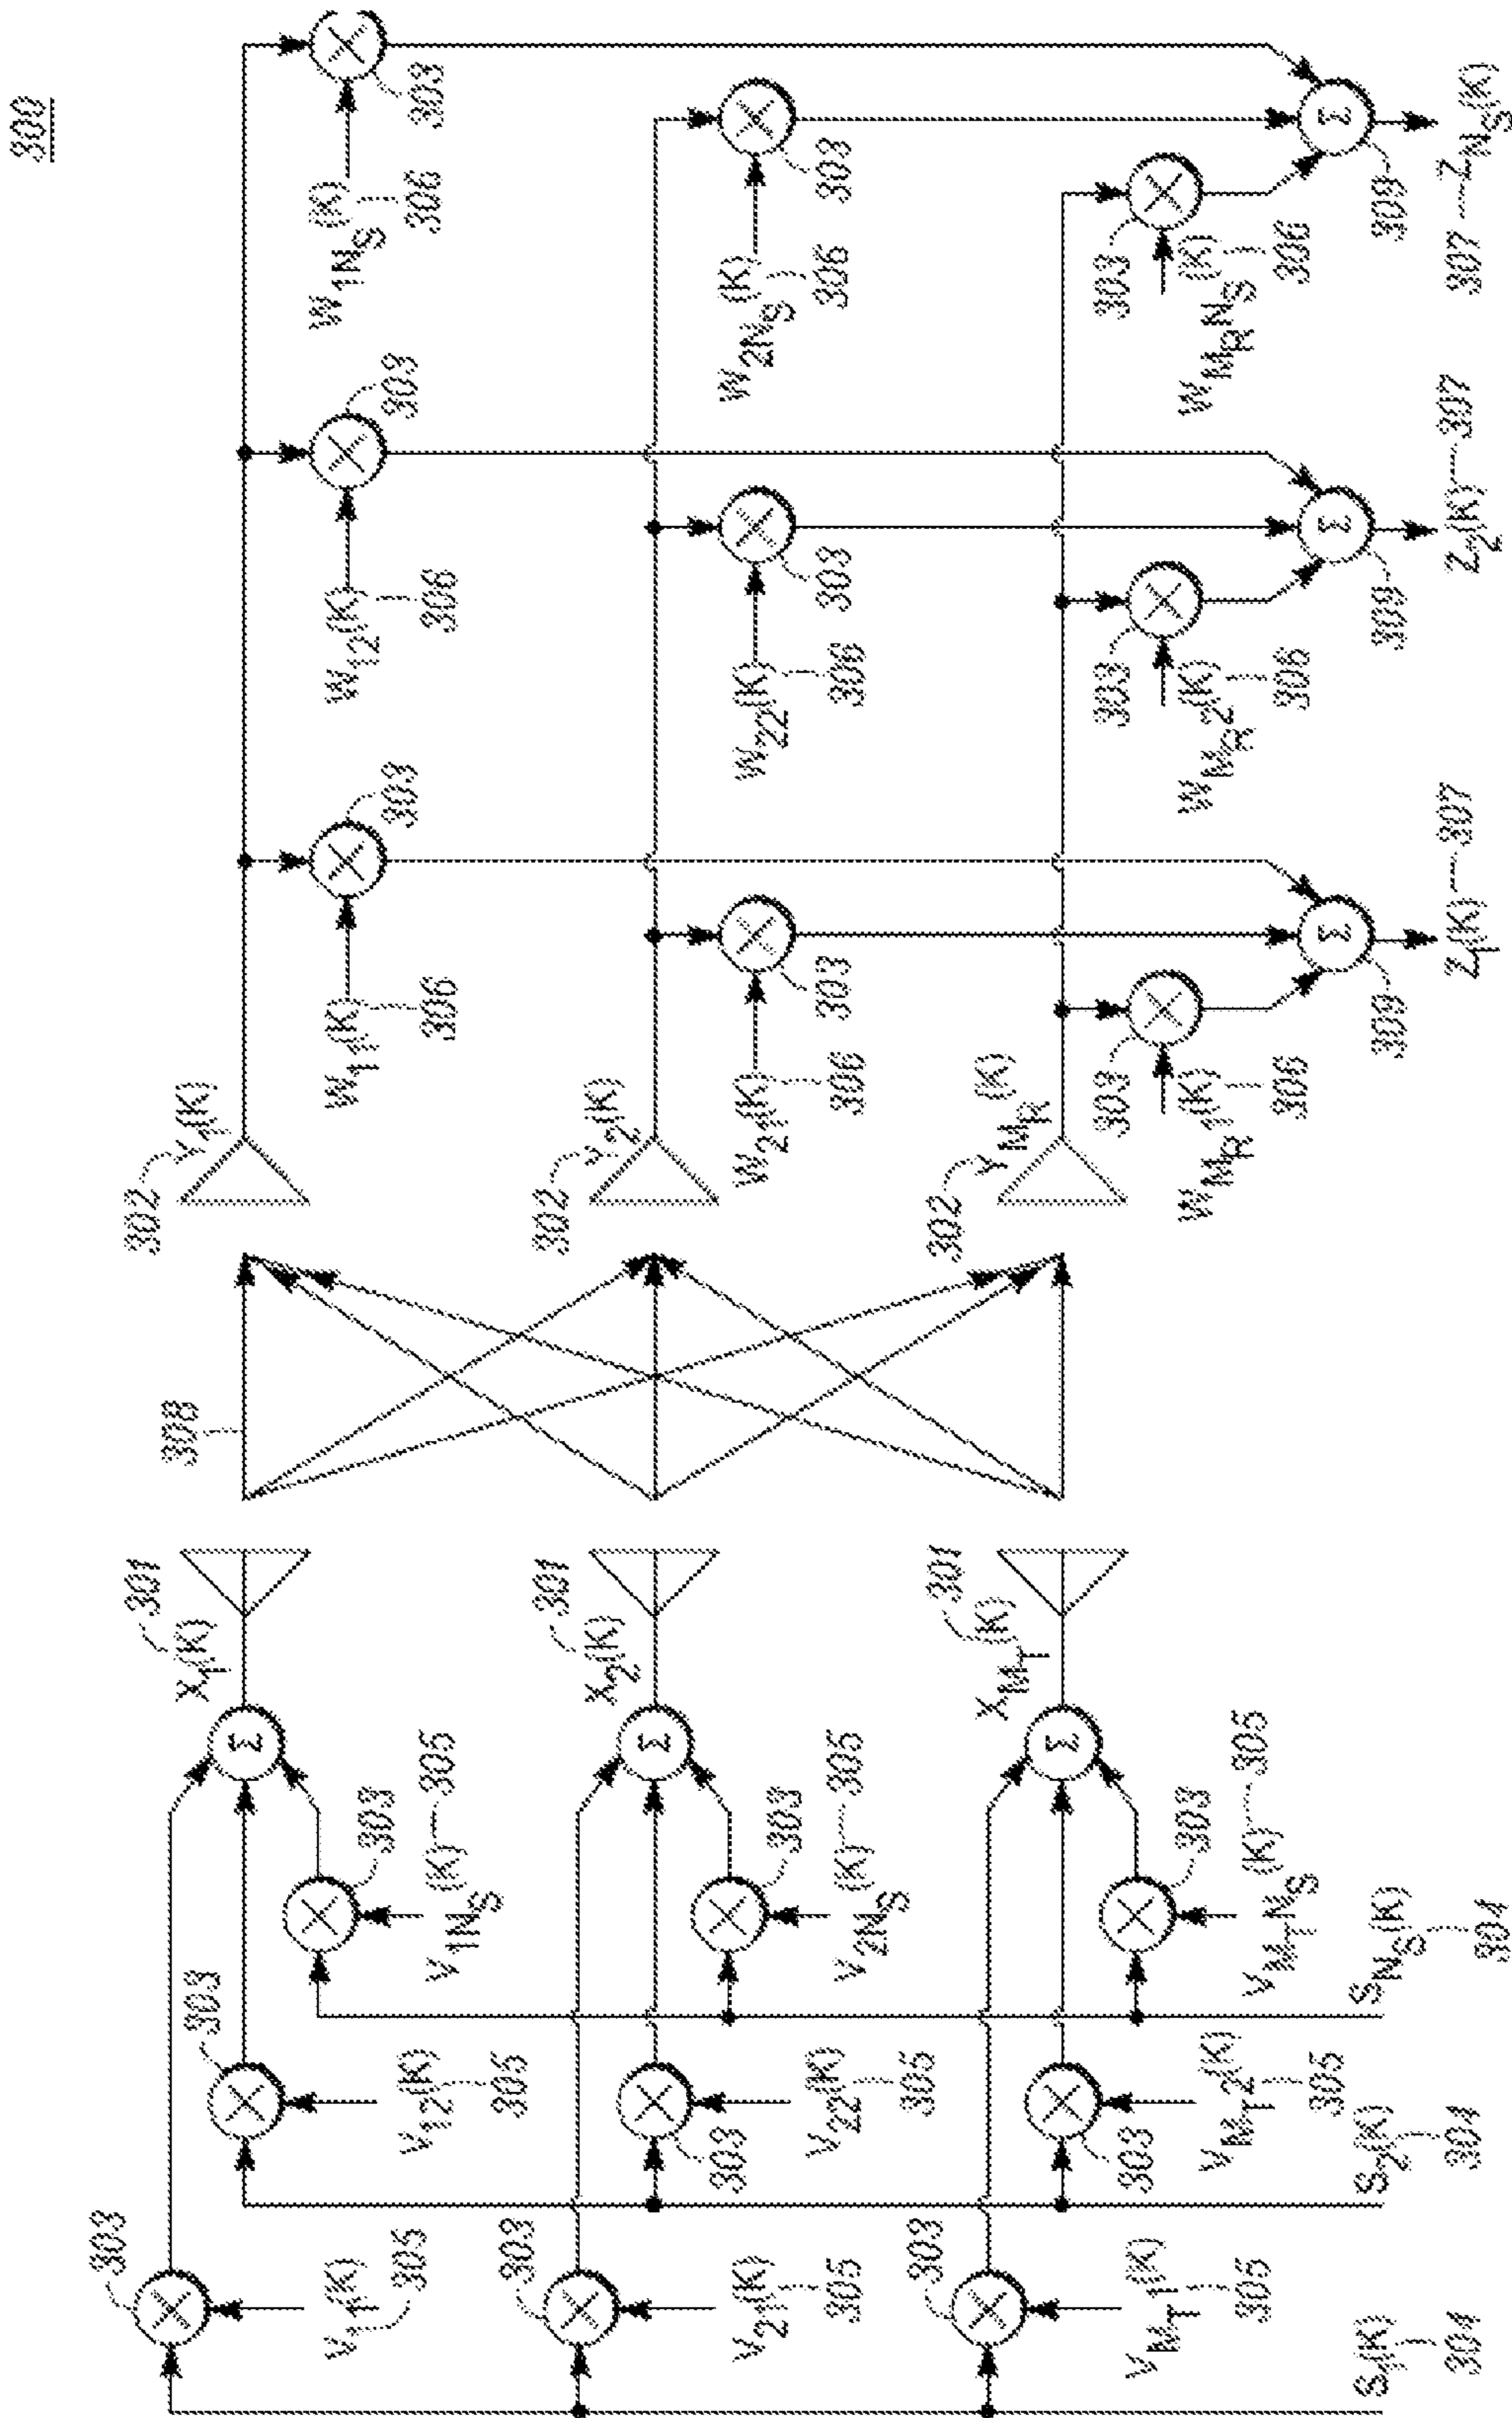 300
303
V11(K)
305
303
V12(K)
305
303
V1NS(K)
305
X1(K)
301
308
302
Y1(K)
W11(K)
306
303
W12(K)
306
303
W1NS(K)
306
303
303
V21(K)
305
303
V22(K)
305
303
V2NS(K)
305
X2(K)
301
302
Y2(K)
W21(K)
306
303
W22(K)
306
303
W2NS(K)
306
303
303
VMT1(K)
305
303
VMT2(K)
305
303
VMTNS(K)
305
XMT(K)
301
302
YMR(K)
303
WMR1(K)
306
303
WMR2(K)
306
303
WMRNS(K)
306
Σ
Σ
Σ
Σ
Σ
Σ
S1(K)
304
S2(K)
304
SNS(K)
304
309
Z1(K)
307
309
Z2(K)
307
309
307
ZNS(K)